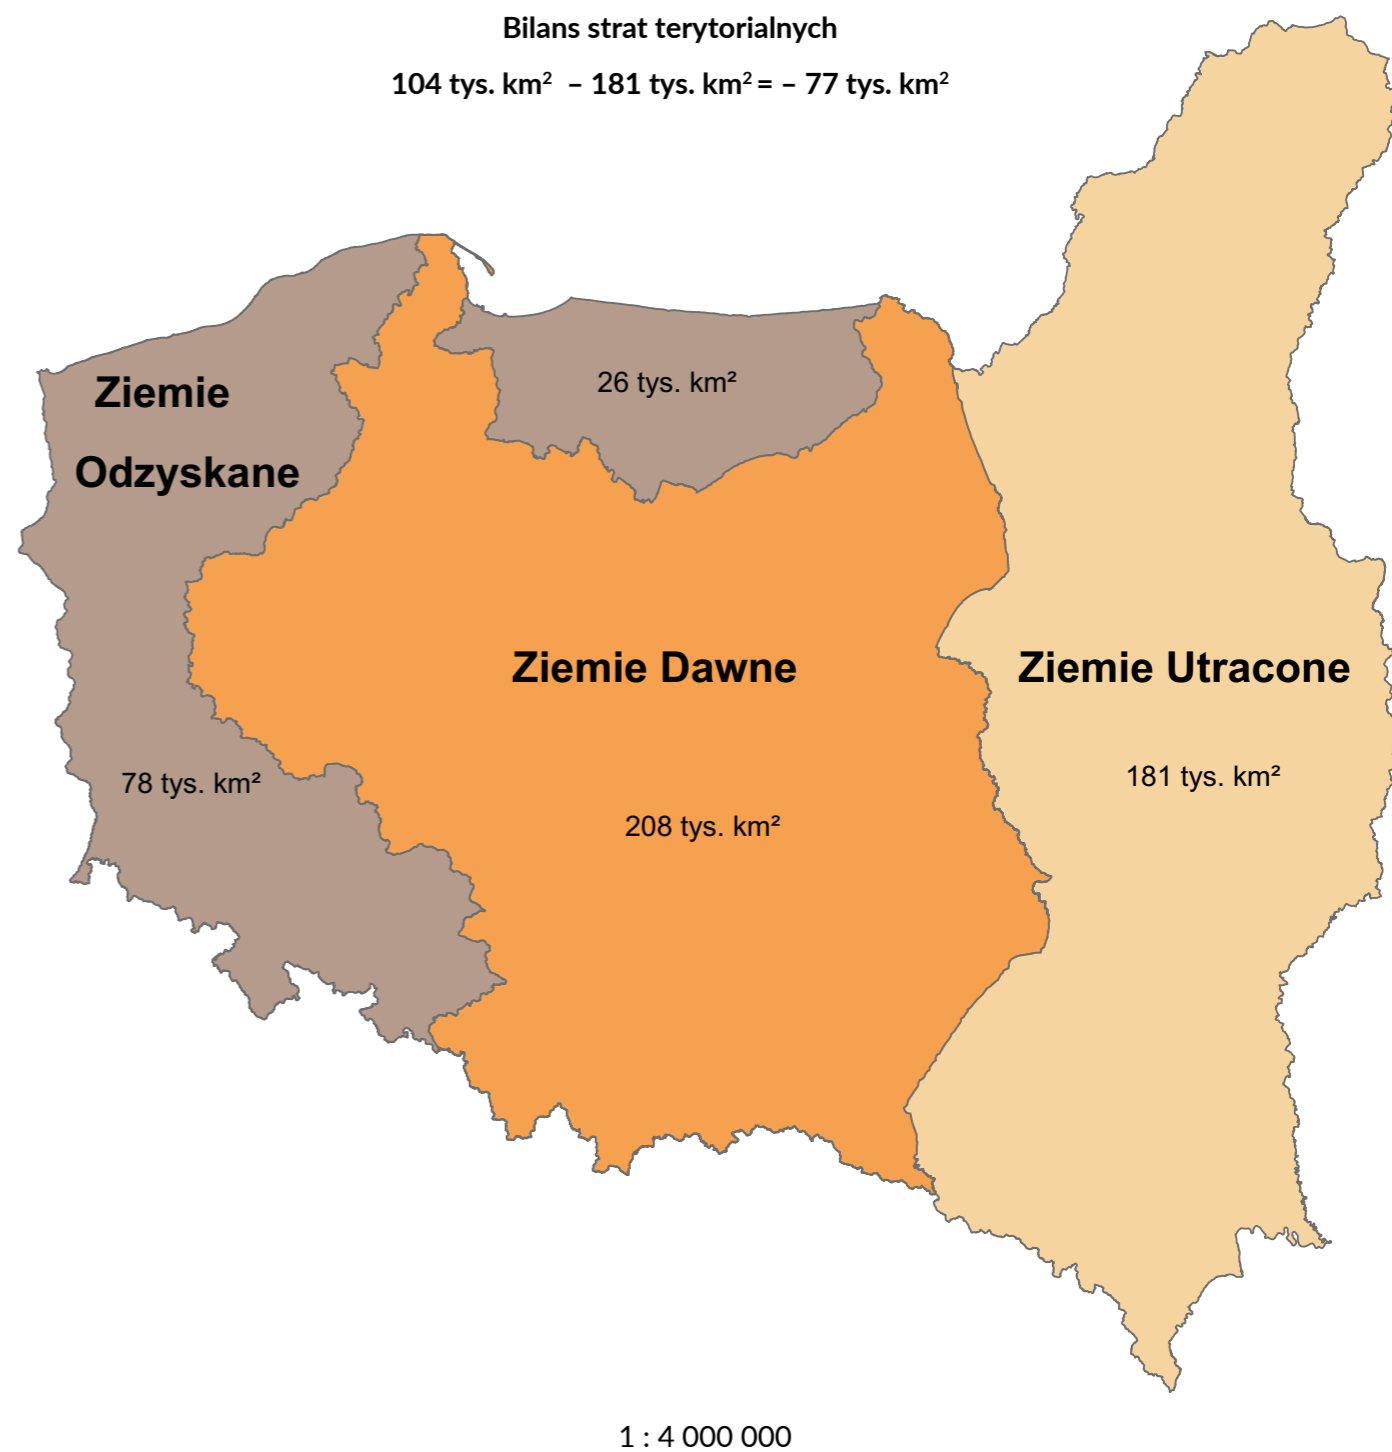 Bilans strat terytorialnych
104 tys. km² – 181 tys. km² = – 77 tys. km²
Ziemie
Odzyskane
26 tys. km²
Ziemie Dawne
Ziemie Utracone
78 tys. km²
181 tys. km²
208 tys. km²
1 : 4 000 000